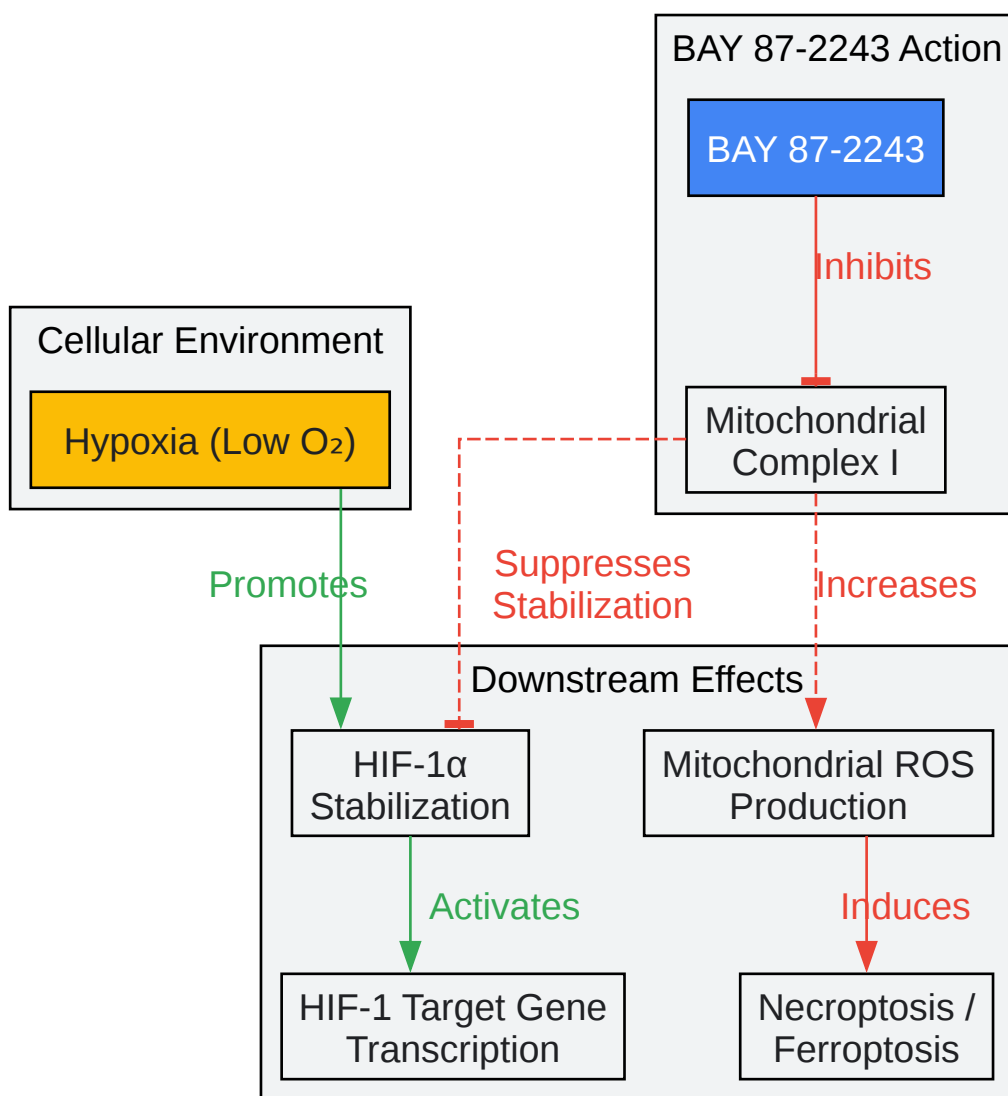 BAY 87-2243 Action
BAY 87-2243
Inhibits
Cellular Environment
Hypoxia (Low O₂)
Mitochondrial
Complex I
Promotes
Suppresses
Stabilization
Increases
Downstream Effects
HIF-1α
Stabilization
Mitochondrial ROS
Production
Activates
Induces
HIF-1 Target Gene
Transcription
Necroptosis /
Ferroptosis